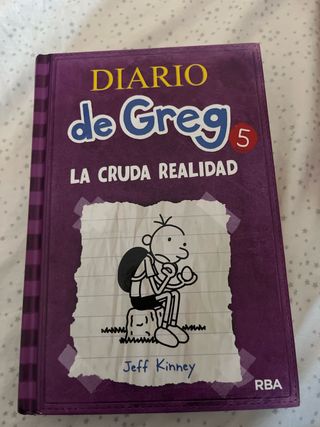 DIARIO
de Greg 5
LA CRUDA REALIDAD
Jeff Kinney
RBA